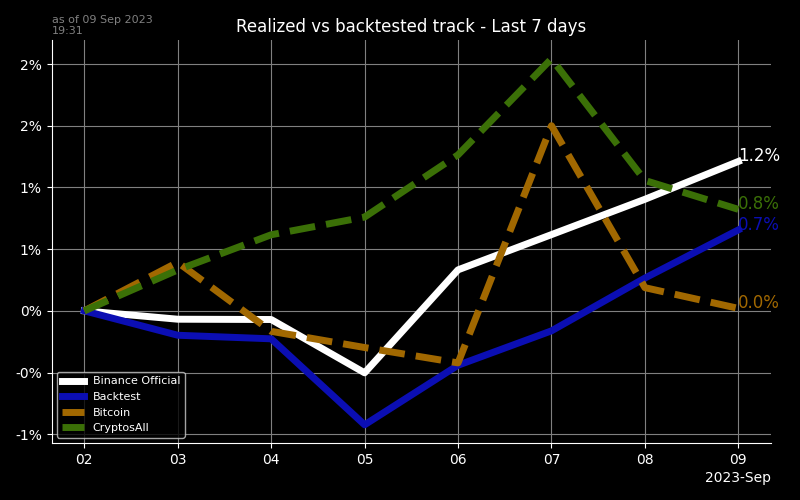 as of 09 Sep 2023
19:31
Realized vs backtested track - Last 7 days
2%
2%
1%
1%
0%
-0%
-1%
1.2%
0.8%
0.7%
0.0%
Binance Official
Backtest
Bitcoin
CryptosAll
02 03 04 05 06 07 08 09
2023-Sep